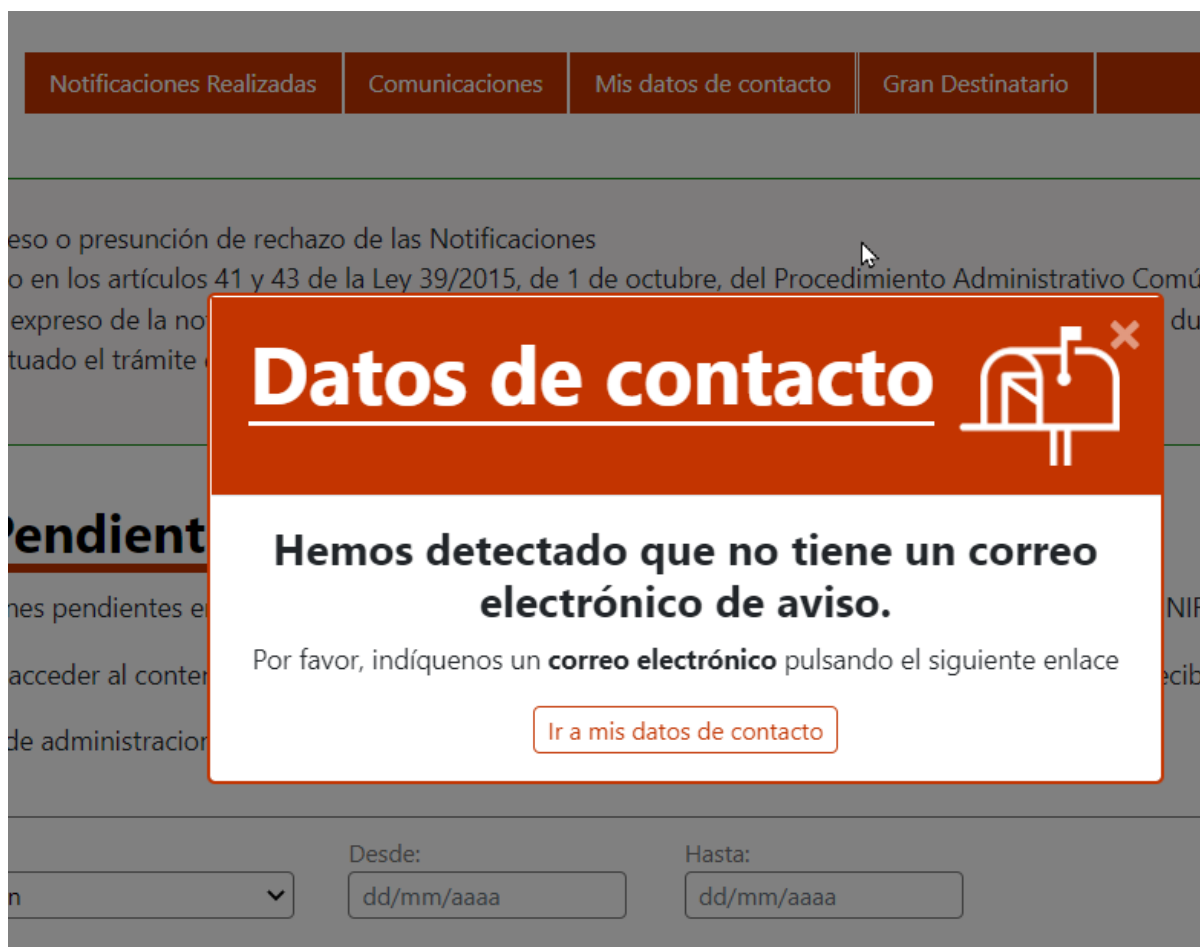 Notificaciones Realizadas Comunicaciones Mis datos de contacto Gran Destinatario
eso o presunción de rechazo de las Notificaciones
o en los artículos 41 y 43 de la Ley 39/2015, de 1 de octubre, del Procedimiento Administrativo Comú
expreso de la no du
tuado el trámite
Datos de contacto
Pendient
Hemos detectado que no tiene un correo
electrónico de aviso.
nes pendientes e NIF
Por favor, indíquenos un correo electrónico pulsando el siguiente enlace
acceder al conte ecib
Ir a mis datos de contacto
de administracior
Desde: Hasta:
n dd/mm/aaaa dd/mm/aaaa